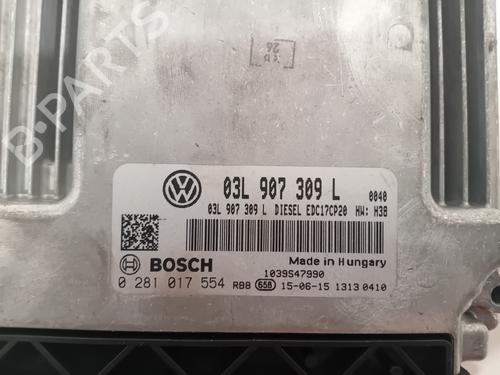 26
03L 907 309 L 0040
03L 907 309 L DIESEL EDC17CP20 HW: H38
Made in Hungary
BOSCH 1039S47990
0 281 017 554 RB8 658 15-06-15 1313 0410
B-PARTS